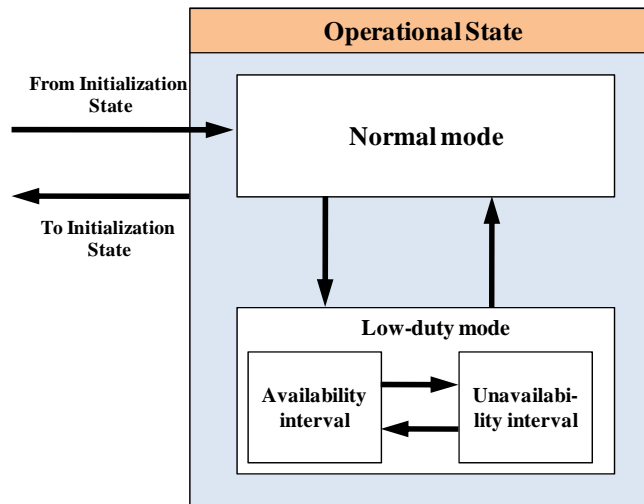 Operational State
From Initialization
State
Normal mode
To Initialization
State
Low-duty mode
Availability
interval
Unavailabi-
lity interval